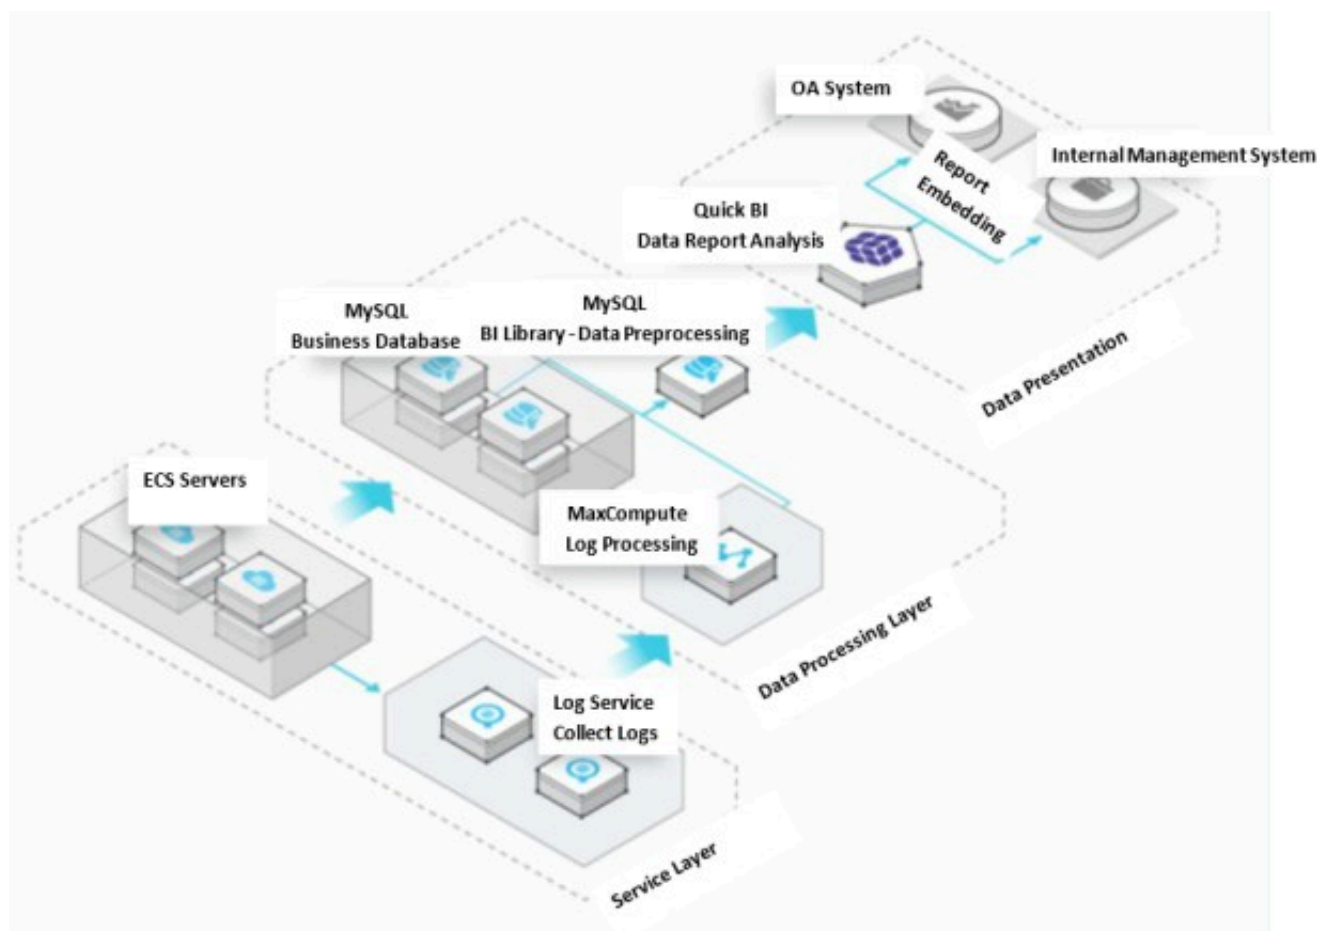 OA System
Internal Management System
Report
Embedding
Quick BI
Data Report Analysis
Data Presentation
MySQL
Business Database
MySQL
BI Library - Data Preprocessing
MaxCompute
Log Processing
Data Processing Layer
ECS Servers
Log Service
Collect Logs
Service Layer